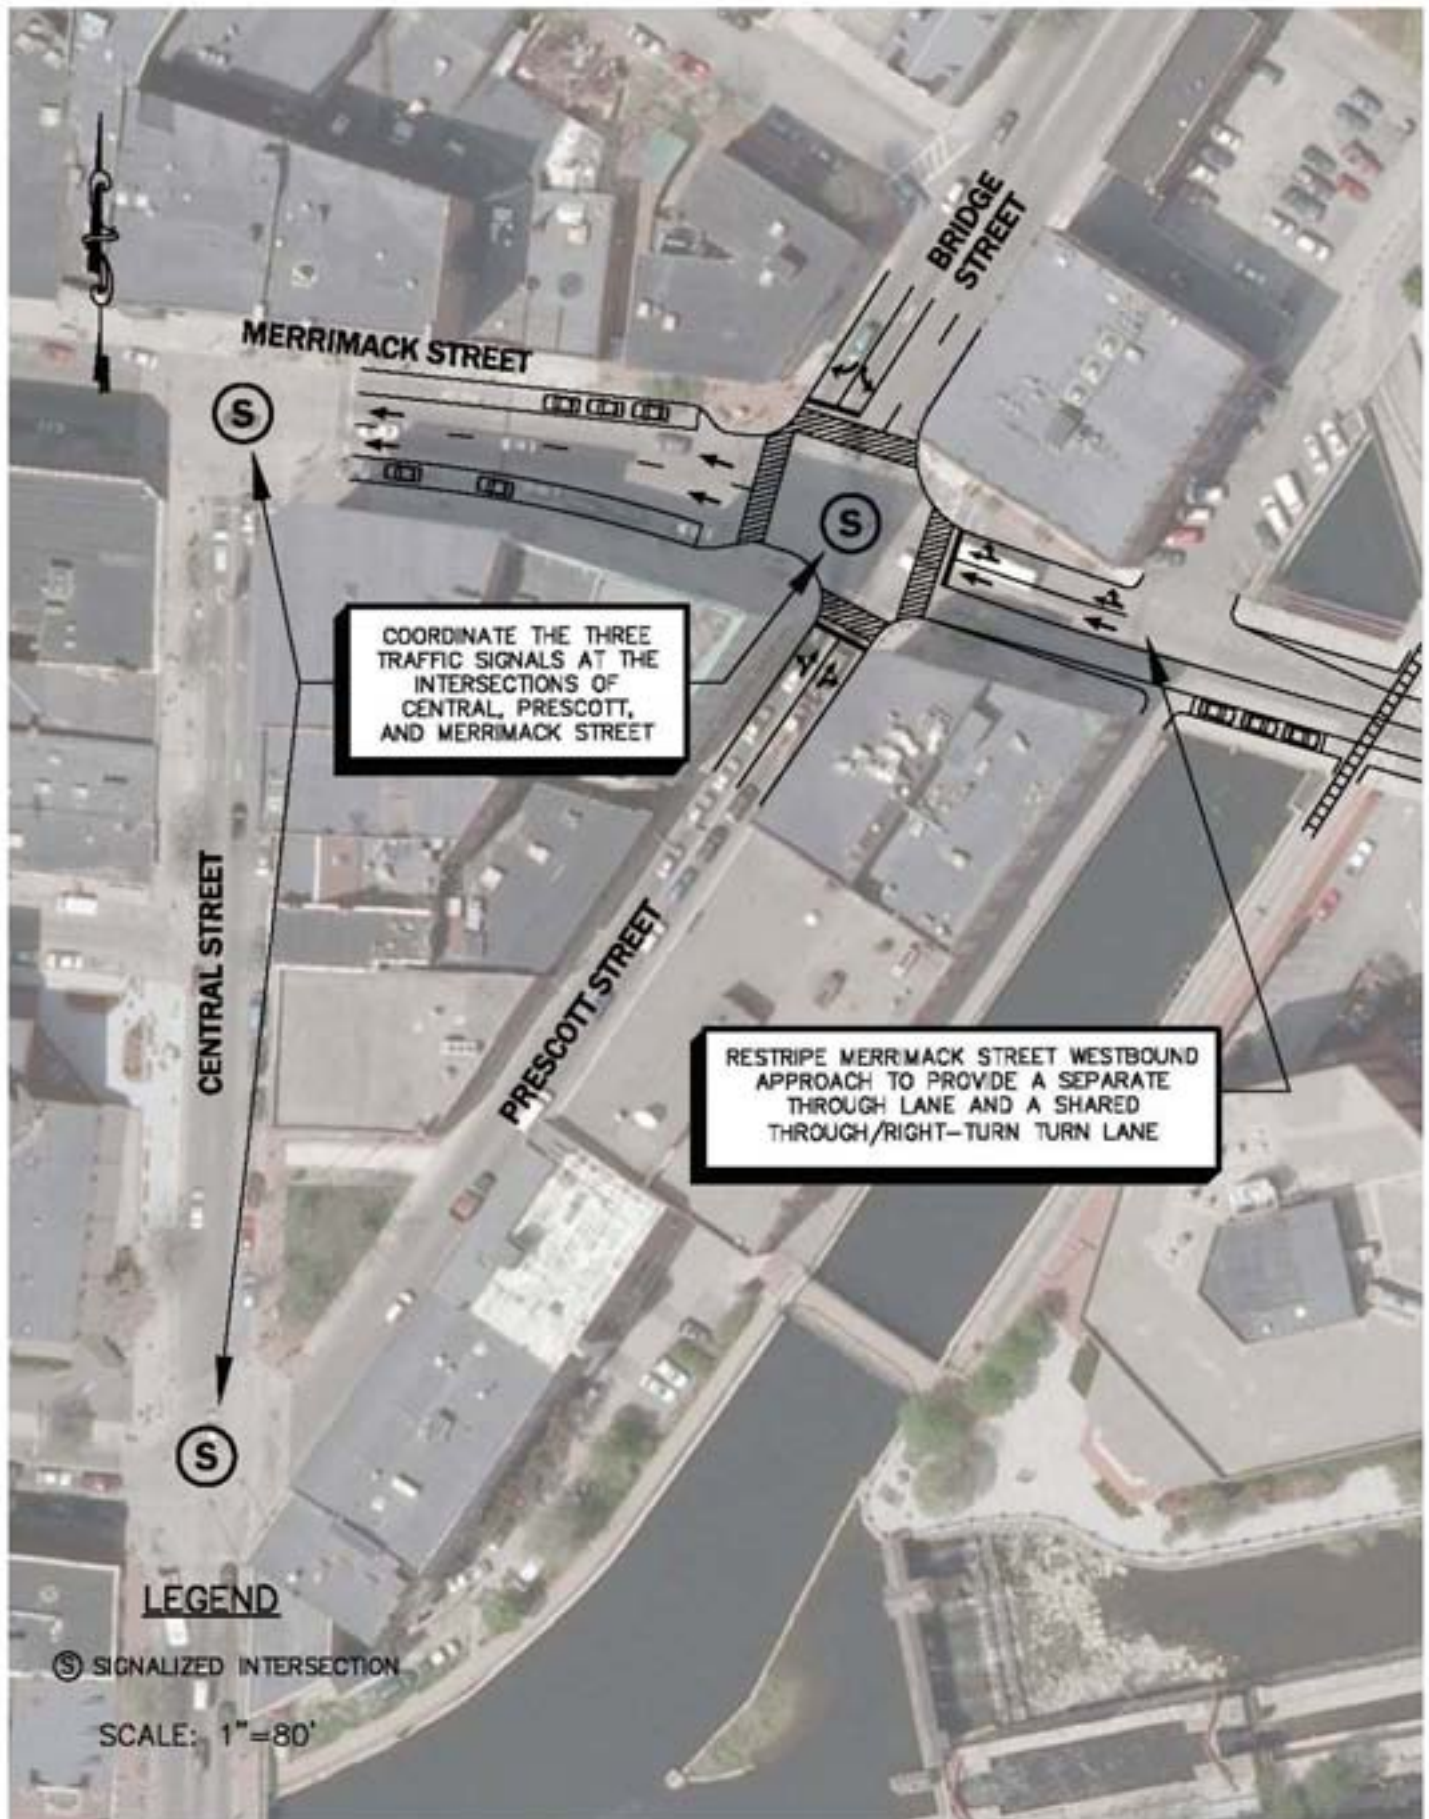 BRIDGE
STREET
MERRIMACK STREET
S
S
COORDINATE THE THREE
TRAFFIC SIGNALS AT THE
INTERSECTIONS OF
CENTRAL, PRESCOTT,
AND MERRIMACK STREET
CENTRAL STREET
PRESCOTT STREET
RESTRIPE MERRIMACK STREET WESTBOUND
APPROACH TO PROVIDE A SEPARATE
THROUGH LANE AND A SHARED
THROUGH/RIGHT-TURN TURN LANE
S
LEGEND
S SIGNALIZED INTERSECTION
SCALE: 1"=80'